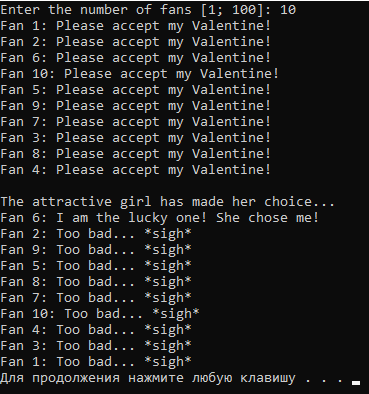 Enter the number of fans [1; 100]: 10
Fan 1: Please accept my Valentine!
Fan 2: Please accept my Valentine!
Fan 6: Please accept my Valentine!
Fan 10: Please accept my Valentine!
Fan 5: Please accept my Valentine!
Fan 9: Please accept my Valentine!
Fan 7: Please accept my Valentine!
Fan 3: Please accept my Valentine!
Fan 8: Please accept my Valentine!
Fan 4: Please accept my Valentine!
The attractive girl has made her choice...
Fan 6: I am the lucky one! She chose me!
Fan 2: Too bad... *sigh*
Fan 9: Too bad... *sigh*
Fan 5: Too bad... *sigh*
Fan 8: Too bad... *sigh*
Fan 7: Too bad... *sigh*
Fan 10: Too bad... *sigh*
Fan 4: Too bad... *sigh*
Fan 3: Too bad... *sigh*
Fan 1: Too bad... *sigh*
Для продолжения нажмите любую клавишу . . .